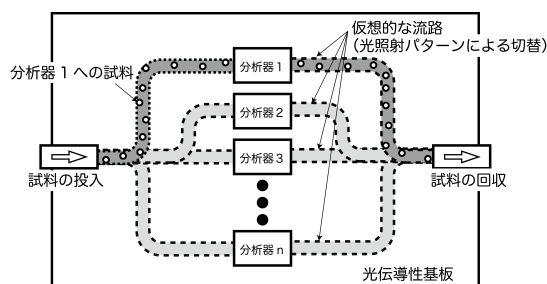 仮想的な流路
（光照射パターンによる切替）
分析器１への試料
分析器１
分析器２
分析器３
分析器ｎ
試料の投入
試料の回収
光伝導性基板